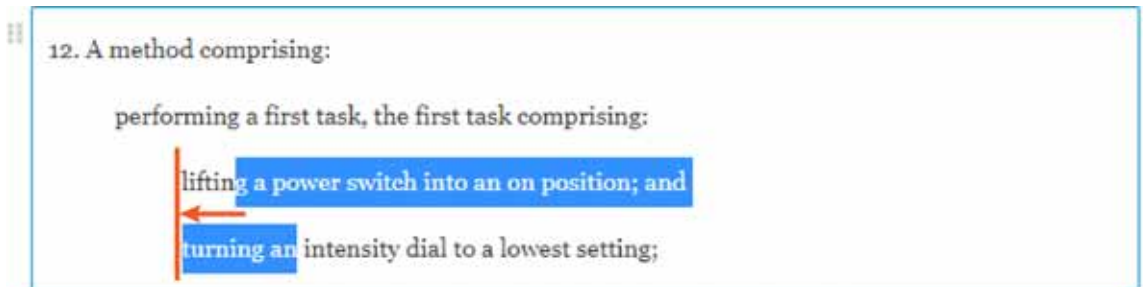 12. A method comprising:
performing a first task, the first task comprising:
lifting a power switch into an on position; and
turning an intensity dial to a lowest setting;